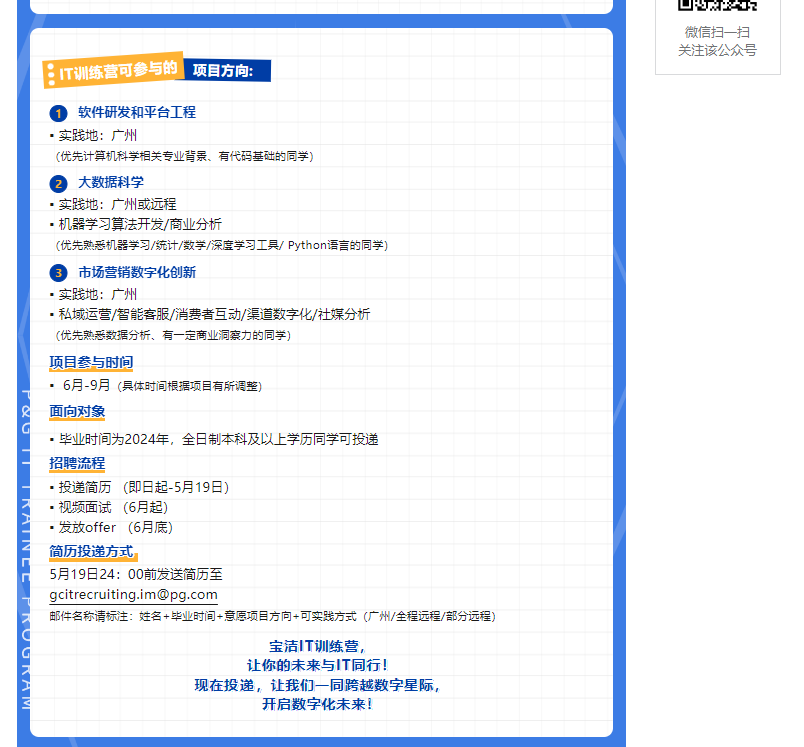 微信扫一扫
关注该公众号
IT训练营可参与的 项目方向:
1 软件研发和平台工程
▪ 实践地：广州
（优先计算机科学相关专业背景、有代码基础的同学）
2 大数据科学
▪ 实践地：广州或远程
▪ 机器学习算法开发/商业分析
（优先熟悉机器学习/统计/数学/深度学习工具/ Python语言的同学）
3 市场营销数字化创新
▪ 实践地：广州
▪ 私域运营/智能客服/消费者互动/渠道数字化/社媒分析
（优先熟悉数据分析、有一定商业洞察力的同学）
项目参与时间
▪ 6月-9月（具体时间根据项目有所调整）
面向对象
▪ 毕业时间为2024年，全日制本科及以上学历同学可投递
招聘流程
▪ 投递简历 （即日起-5月19日）
▪ 视频面试 （6月起）
▪ 发放offer （6月底）
简历投递方式
5月19日24：00前发送简历至
gcitrecruiting.im@pg.com
邮件名称请标注：姓名+毕业时间+意愿项目方向+可实践方式（广州/全程远程/部分远程）
宝洁IT训练营，
让你的未来与IT同行！
现在投递，让我们一同跨越数字星际，
开启数字化未来！
P&G IT TRAINEE PROGRAM